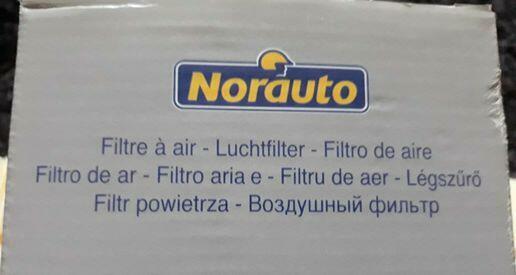 Norauto
Filtre à air - Luchtfilter - Filtro de aire
Filtro de ar - Filtro aria e - Filtru de aer - Légszűrő
Filtr powietrza - Воздушный фильтр